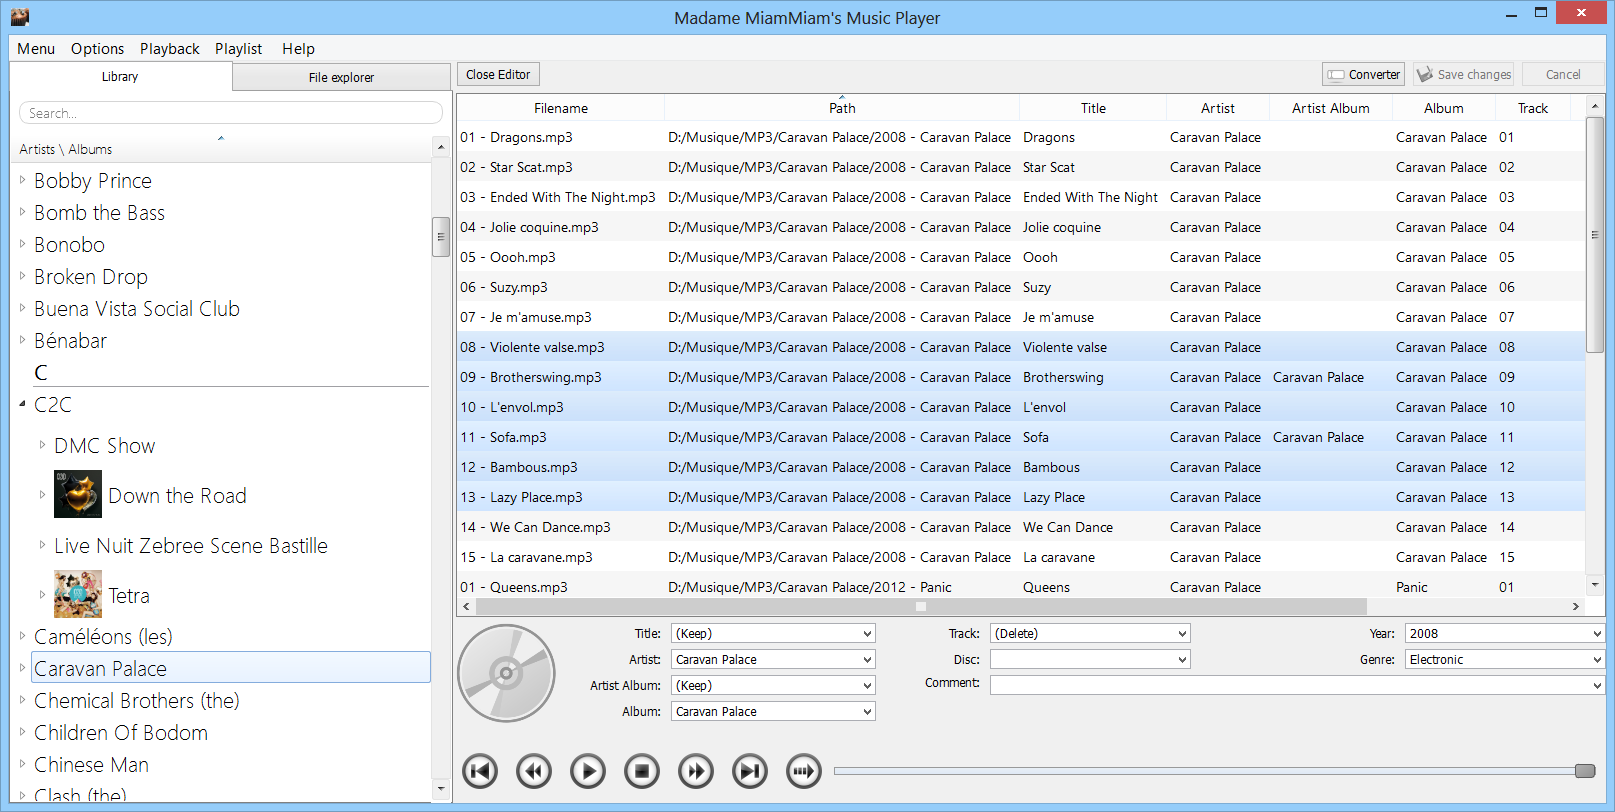 Madame MiamMiam's Music Player
Menu Options Playback Playlist Help
Library File explorer
Close Editor Converter Save changes Cancel
Search...
Artists \ Albums
Bobby Prince
Bomb the Bass
Bonobo
Broken Drop
Buena Vista Social Club
Bénabar
C
C2C
DMC Show
Down the Road
Live Nuit Zebree Scene Bastille
Tetra
Caméléons (les)
Caravan Palace
Chemical Brothers (the)
Children Of Bodom
Chinese Man
Clash (the)
Filename Path Title Artist Artist Album Album Track
01 - Dragons.mp3 D:/Musique/MP3/Caravan Palace/2008 - Caravan Palace Dragons Caravan Palace Caravan Palace 01
02 - Star Scat.mp3 D:/Musique/MP3/Caravan Palace/2008 - Caravan Palace Star Scat Caravan Palace Caravan Palace 02
03 - Ended With The Night.mp3 D:/Musique/MP3/Caravan Palace/2008 - Caravan Palace Ended With The Night Caravan Palace Caravan Palace 03
04 - Jolie coquine.mp3 D:/Musique/MP3/Caravan Palace/2008 - Caravan Palace Jolie coquine Caravan Palace Caravan Palace 04
05 - Oooh.mp3 D:/Musique/MP3/Caravan Palace/2008 - Caravan Palace Oooh Caravan Palace Caravan Palace 05
06 - Suzy.mp3 D:/Musique/MP3/Caravan Palace/2008 - Caravan Palace Suzy Caravan Palace Caravan Palace 06
07 - Je m'amuse.mp3 D:/Musique/MP3/Caravan Palace/2008 - Caravan Palace Je m'amuse Caravan Palace Caravan Palace 07
08 - Violente valse.mp3 D:/Musique/MP3/Caravan Palace/2008 - Caravan Palace Violente valse Caravan Palace Caravan Palace 08
09 - Brotherswing.mp3 D:/Musique/MP3/Caravan Palace/2008 - Caravan Palace Brotherswing Caravan Palace Caravan Palace Caravan Palace 09
10 - L'envol.mp3 D:/Musique/MP3/Caravan Palace/2008 - Caravan Palace L'envol Caravan Palace Caravan Palace 10
11 - Sofa.mp3 D:/Musique/MP3/Caravan Palace/2008 - Caravan Palace Sofa Caravan Palace Caravan Palace Caravan Palace 11
12 - Bambous.mp3 D:/Musique/MP3/Caravan Palace/2008 - Caravan Palace Bambous Caravan Palace Caravan Palace 12
13 - Lazy Place.mp3 D:/Musique/MP3/Caravan Palace/2008 - Caravan Palace Lazy Place Caravan Palace Caravan Palace 13
14 - We Can Dance.mp3 D:/Musique/MP3/Caravan Palace/2008 - Caravan Palace We Can Dance Caravan Palace Caravan Palace 14
15 - La caravane.mp3 D:/Musique/MP3/Caravan Palace/2008 - Caravan Palace La caravane Caravan Palace Caravan Palace 15
01 - Queens.mp3 D:/Musique/MP3/Caravan Palace/2012 - Panic Queens Caravan Palace Panic 01
Title: (Keep) Track: (Delete) Year: 2008
Artist: Caravan Palace Disc: Genre: Electronic
Artist Album: (Keep) Comment:
Album: Caravan Palace